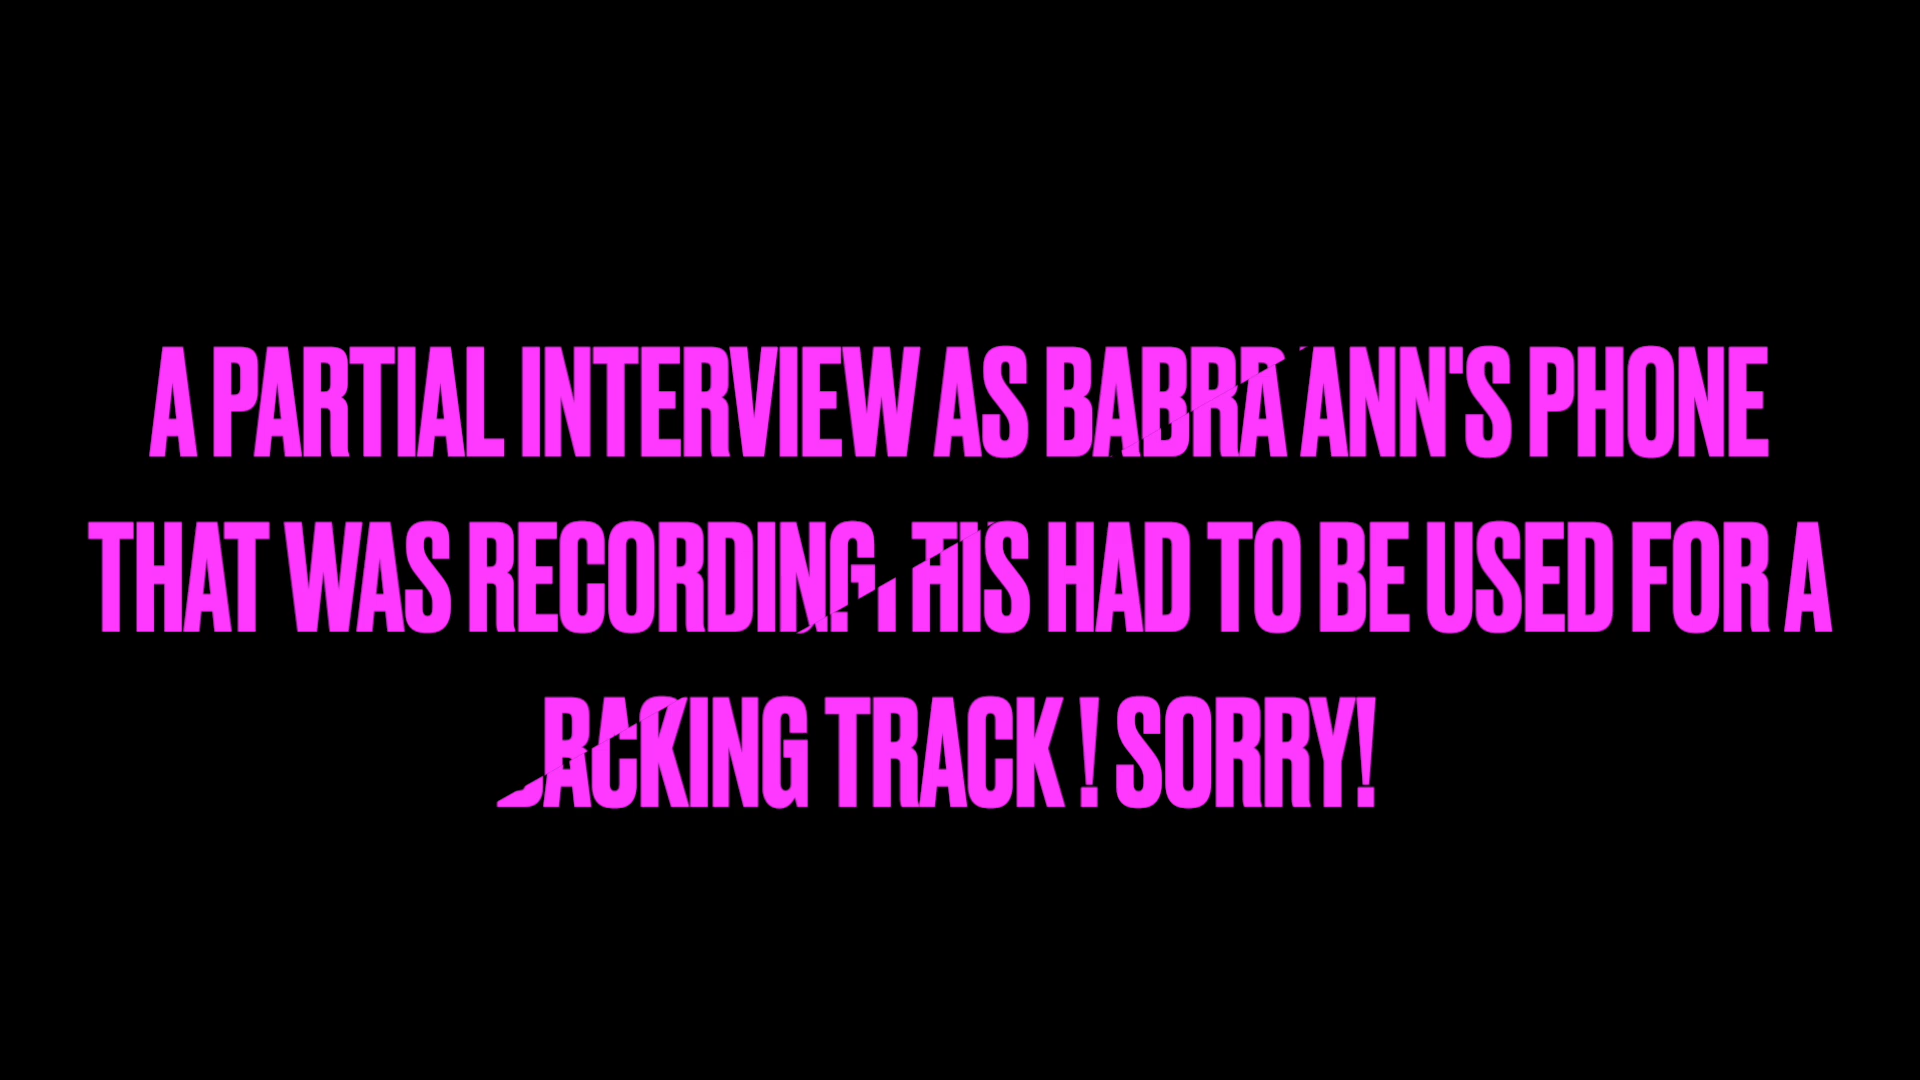 A PARTIAL INTERVIEW AS BABRA ANN'S PHONE
THAT WAS RECORDING. THIS HAD TO BE USED FOR A
BACKING TRACK ! SORRY!